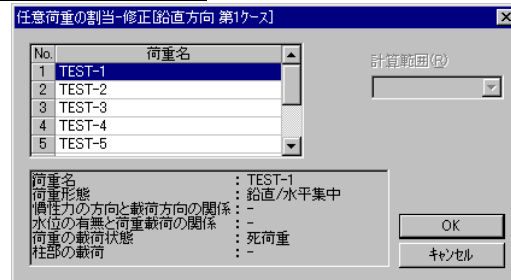 任意荷重の割当-修正[鉛直方向 第1ケース]
No. 荷重名
1 TEST-1
2 TEST-2
3 TEST-3
4 TEST-4
5 TEST-5
計算範囲(R)
荷重名 : TEST-1
荷重形態 : 鉛直/水平集中
慣性力の方向と載荷方向の関係 : -
水位の有無と荷重載荷の関係 : -
荷重の載荷状態 : 死荷重
柱部の載荷 : -
OK
キャンセル